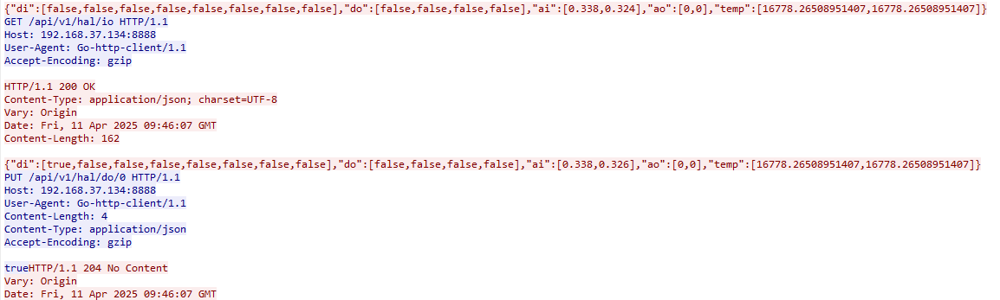 {"di":[false,false,false,false,false,false,false,false],"do":[false,false,false,false],"ai":[0.338,0.324],"ao":[0,0],"temp":[16778.26508951407,16778.26508951407]}
GET /api/v1/hal/io HTTP/1.1
Host: 192.168.37.134:8888
User-Agent: Go-http-client/1.1
Accept-Encoding: gzip
HTTP/1.1 200 OK
Content-Type: application/json; charset=UTF-8
Vary: Origin
Date: Fri, 11 Apr 2025 09:46:07 GMT
Content-Length: 162
{"di":[true,false,false,false,false,false,false,false],"do":[false,false,false,false],"ai":[0.338,0.326],"ao":[0,0],"temp":[16778.26508951407,16778.26508951407]}
PUT /api/v1/hal/do/0 HTTP/1.1
Host: 192.168.37.134:8888
User-Agent: Go-http-client/1.1
Content-Length: 4
Content-Type: application/json
Accept-Encoding: gzip
trueHTTP/1.1 204 No Content
Vary: Origin
Date: Fri, 11 Apr 2025 09:46:07 GMT